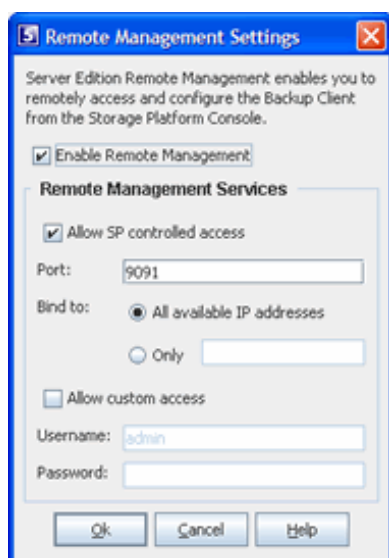 S Remote Management Settings
Server Edition Remote Management enables you to
remotely access and configure the Backup Client
from the Storage Platform Console.
Enable Remote Management
Remote Management Services
Allow SP controlled access
Port: 9091
Bind to: All available IP addresses
Only
Allow custom access
Username: admin
Password:
Ok Cancel Help